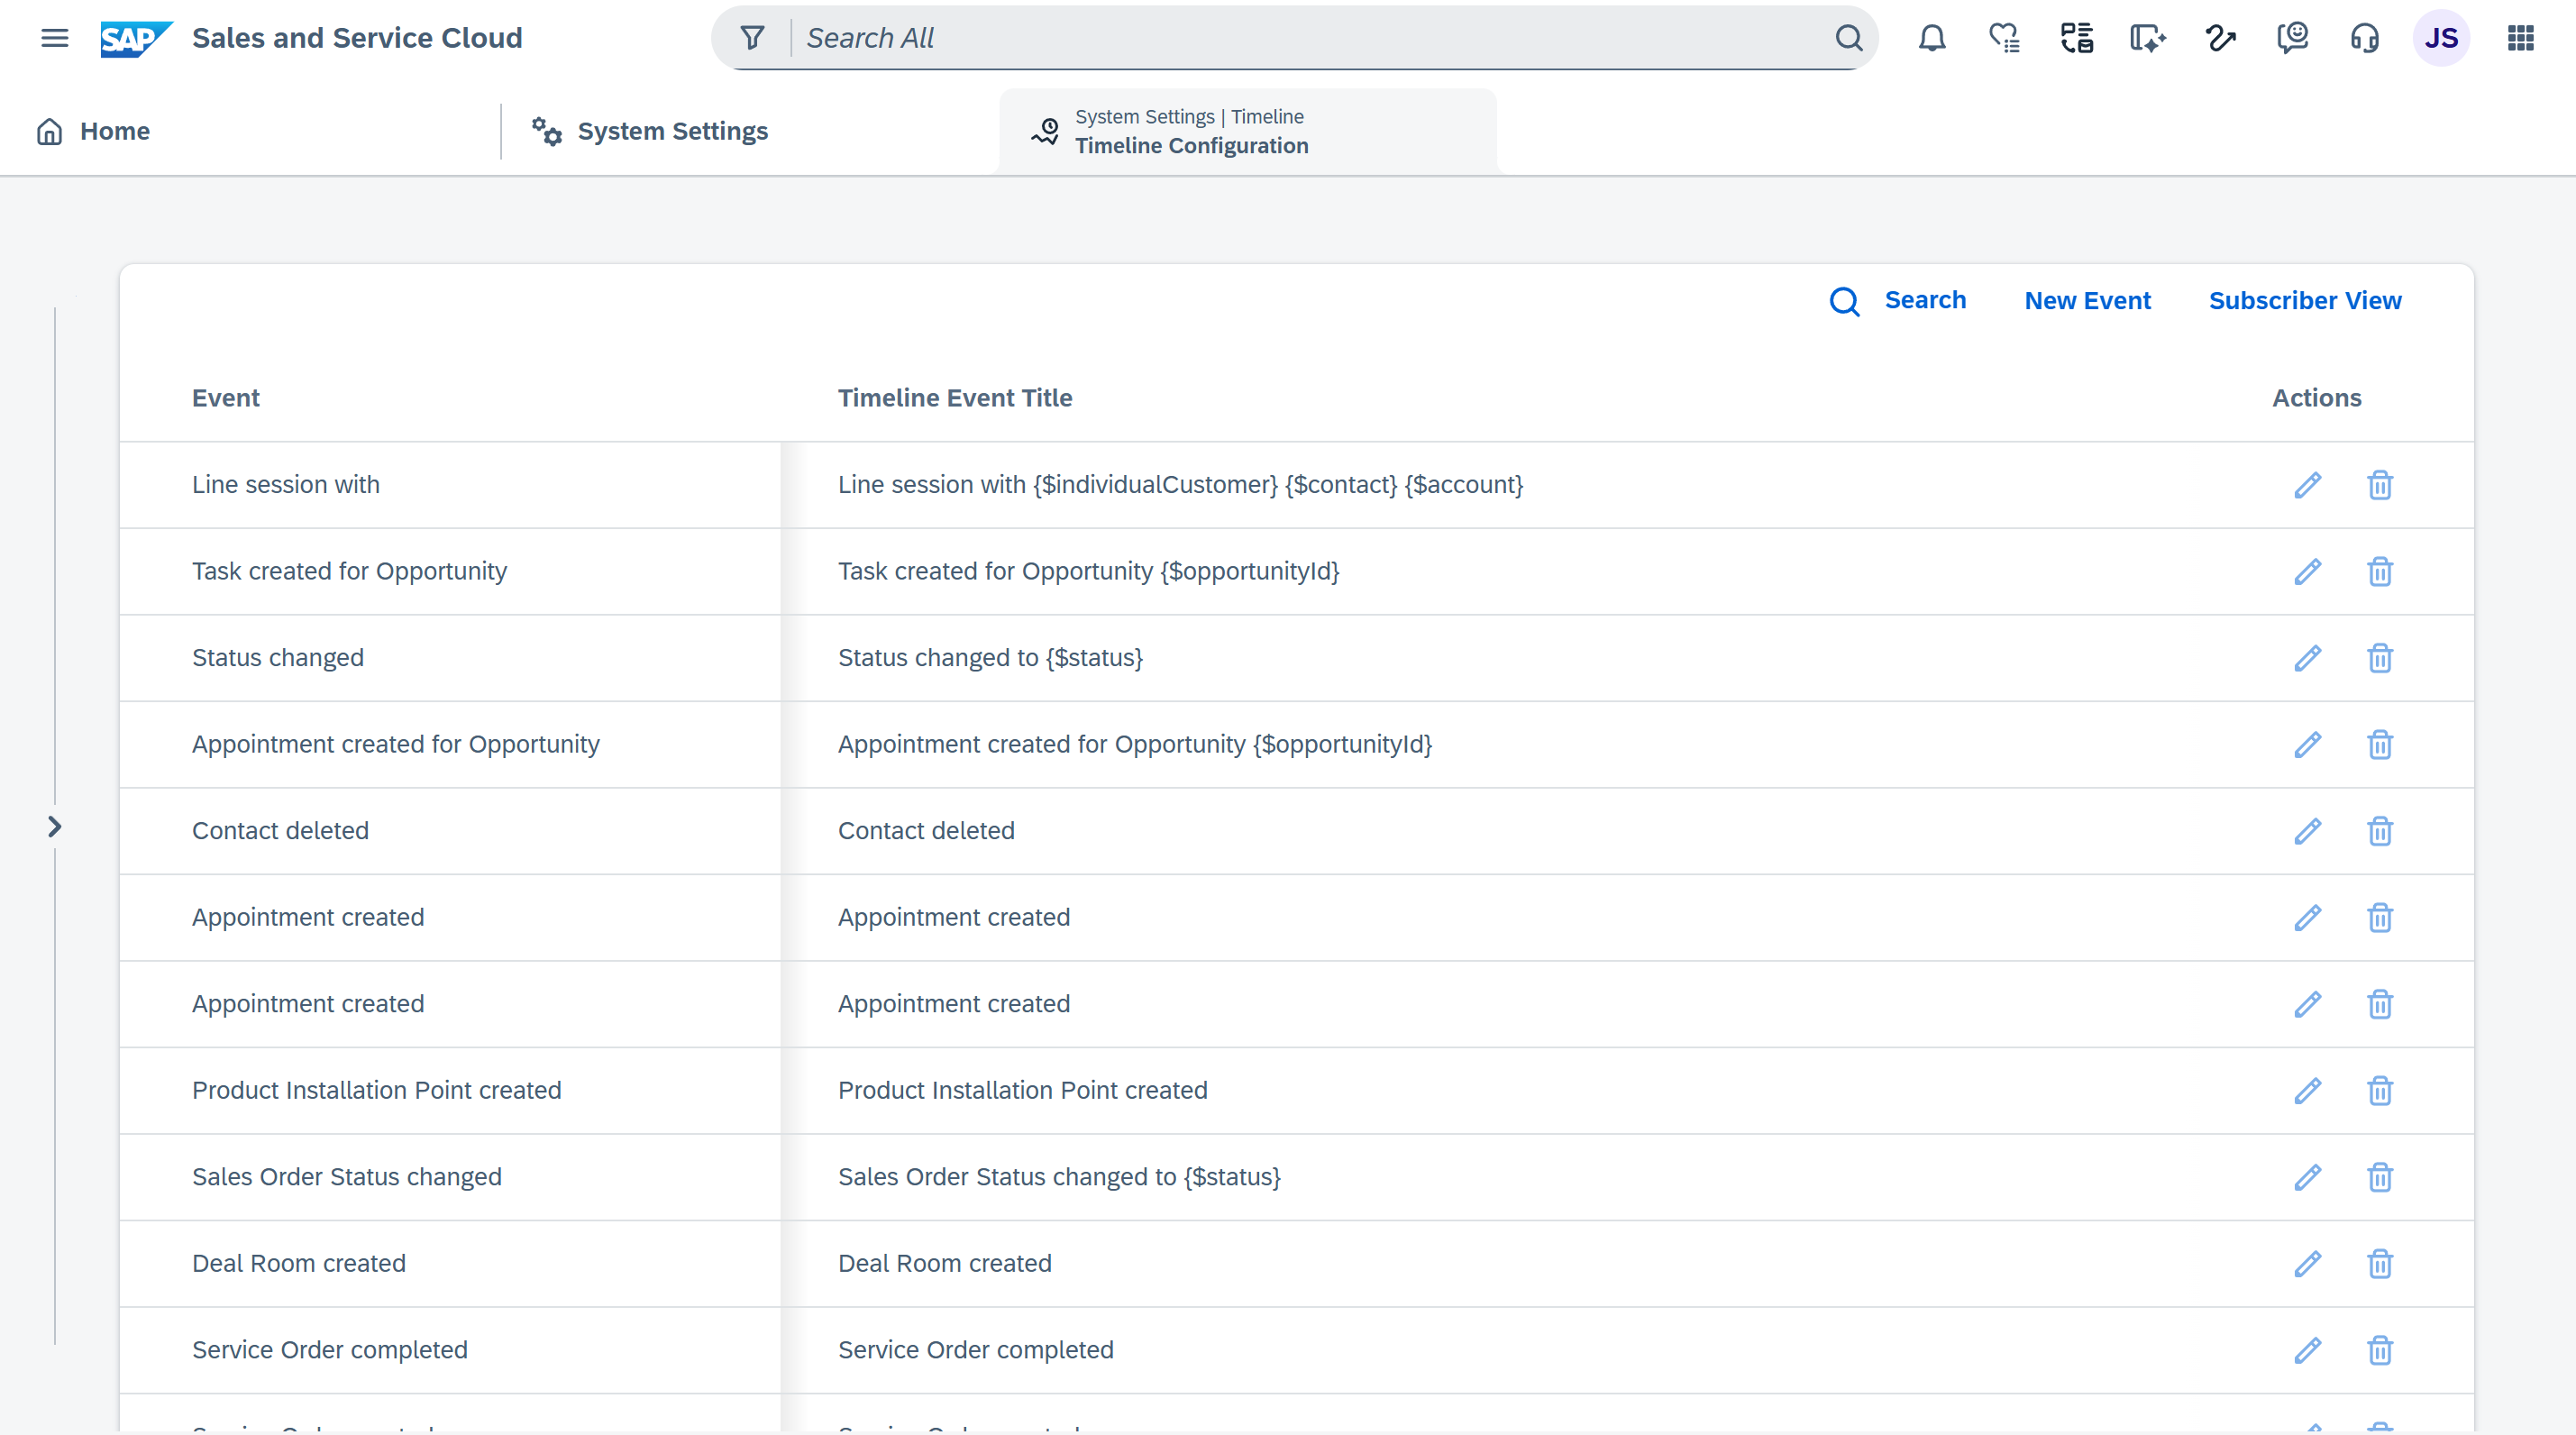 SAP Sales and Service Cloud
Search All
JS
Home
System Settings
System Settings | Timeline
Timeline Configuration
Search New Event Subscriber View
Event Timeline Event Title Actions
Line session with Line session with {$individualCustomer} {$contact} {$account}
Task created for Opportunity Task created for Opportunity {$opportunityId}
Status changed Status changed to {$status}
Appointment created for Opportunity Appointment created for Opportunity {$opportunityId}
Contact deleted Contact deleted
Appointment created Appointment created
Appointment created Appointment created
Product Installation Point created Product Installation Point created
Sales Order Status changed Sales Order Status changed to {$status}
Deal Room created Deal Room created
Service Order completed Service Order completed